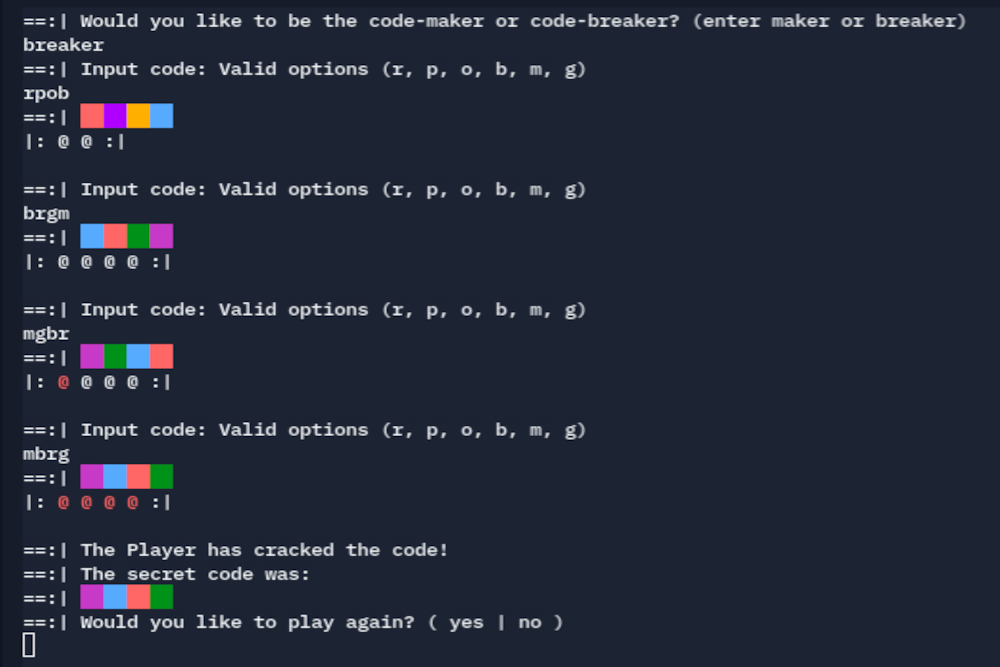 ==:| Would you like to be the code-maker or code-breaker? (enter maker or breaker)
breaker
==:| Input code: Valid options (r, p, o, b, m, g)
rpob
==:|
|: @ @ :|
==:| Input code: Valid options (r, p, o, b, m, g)
brgm
==:|
|: @ @ @ @ :|
==:| Input code: Valid options (r, p, o, b, m, g)
mgbr
==:|
|: @ @ @ @ :|
==:| Input code: Valid options (r, p, o, b, m, g)
mbrg
==:|
|: @ @ @ @ :|
==:| The Player has cracked the code!
==:| The secret code was:
==:|
==:| Would you like to play again? ( yes | no )